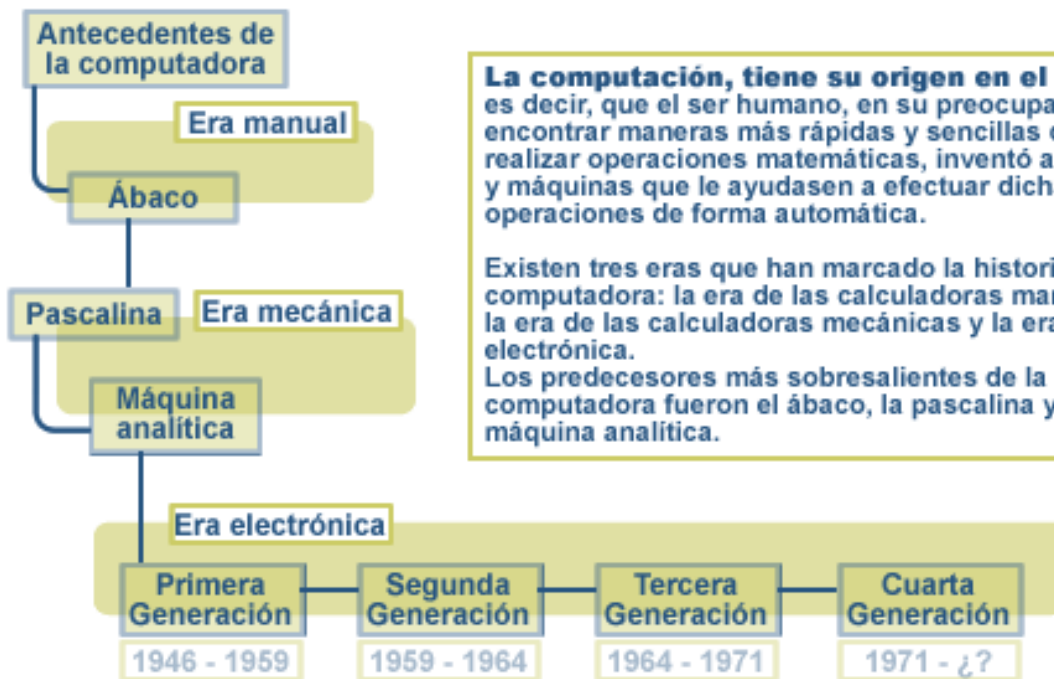 Antecedentes de
la computadora
Era manual
Ábaco
Pascalina
Era mecánica
Máquina
analítica
La computación, tiene su origen en el
es decir, que el ser humano, en su
encontrar maneras más rápidas y sencillas
realizar operaciones matemáticas, inventó
y máquinas que le ayudasen a efectuar
operaciones de forma automática.
Existen tres eras que han marcado la
computadora: la era de las calculadoras
la era de las calculadoras mecánicas y la
electrónica.
Los predecesores más sobresalientes de la
computadora fueron el ábaco, la pascalina y
máquina analítica.
Era electrónica
Primera
Generación
1946 - 1959
Segunda
Generación
1959 - 1964
Tercera
Generación
1964 - 1971
Cuarta
Generación
1971 - ¿?